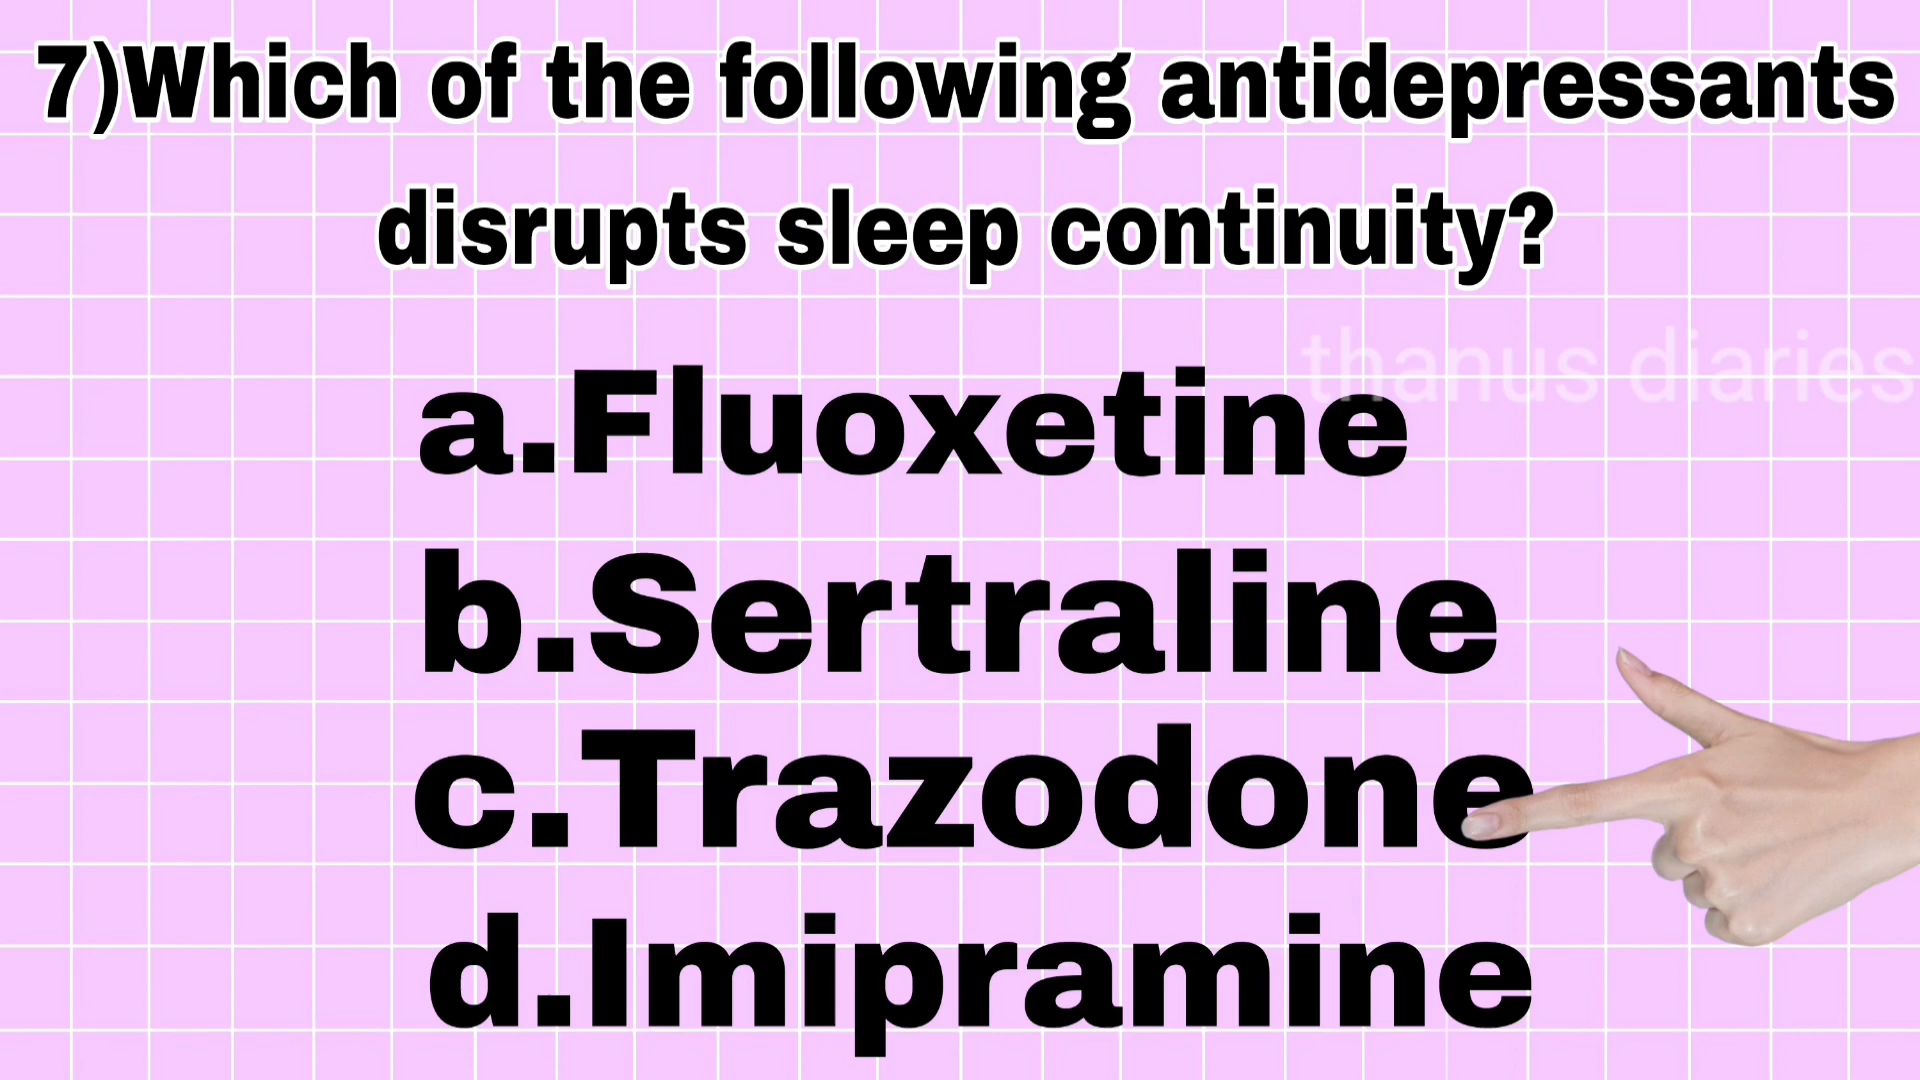 7)Which of the following antidepressants
disrupts sleep continuity?
thanus diaries
a.Fluoxetine
b.Sertraline
c.Trazodone
d.Imipramine